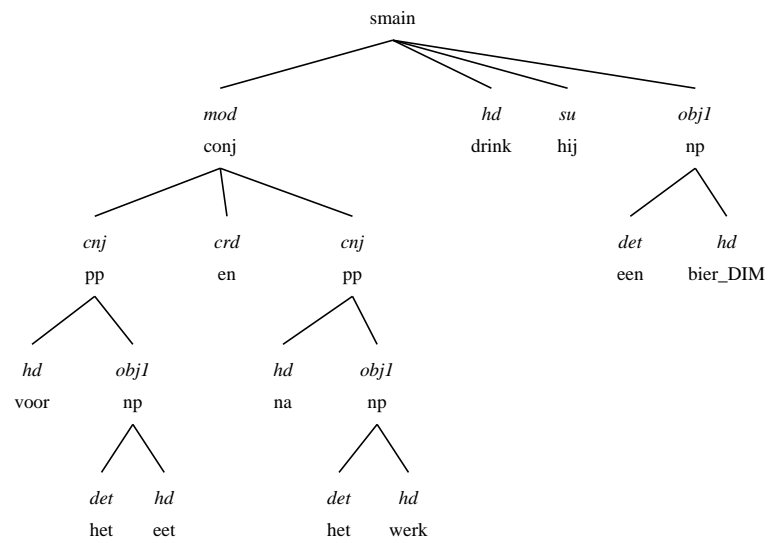 smain
mod hd su obj1
conj drink hij np
cnj crd cnj det hd
pp en pp een bier_DIM
hd obj1 hd obj1
voor np na np
det hd det hd
het eet het werk